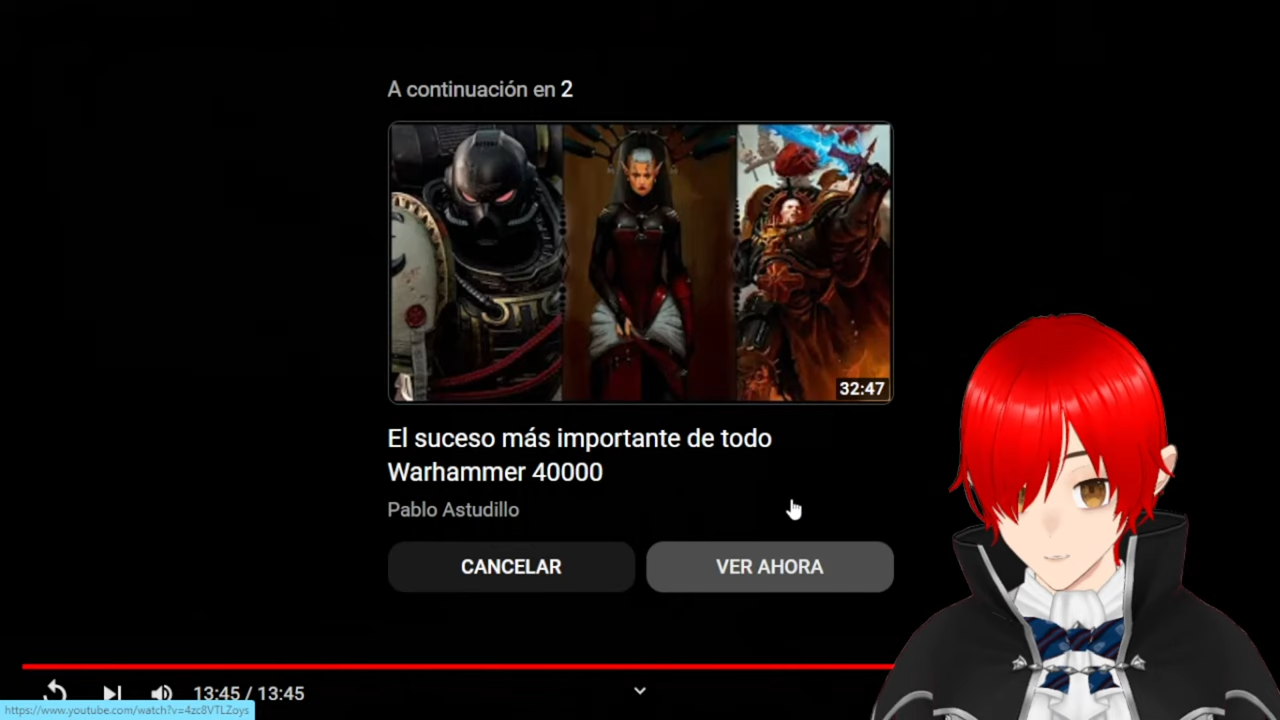 A continuación en 2
32:47
El suceso más importante de todo
Warhammer 40000
Pablo Astudillo
CANCELAR
VER AHORA
13:45 / 13:45
https://www.youtube.com/watch?v=4zc8VTLZoys